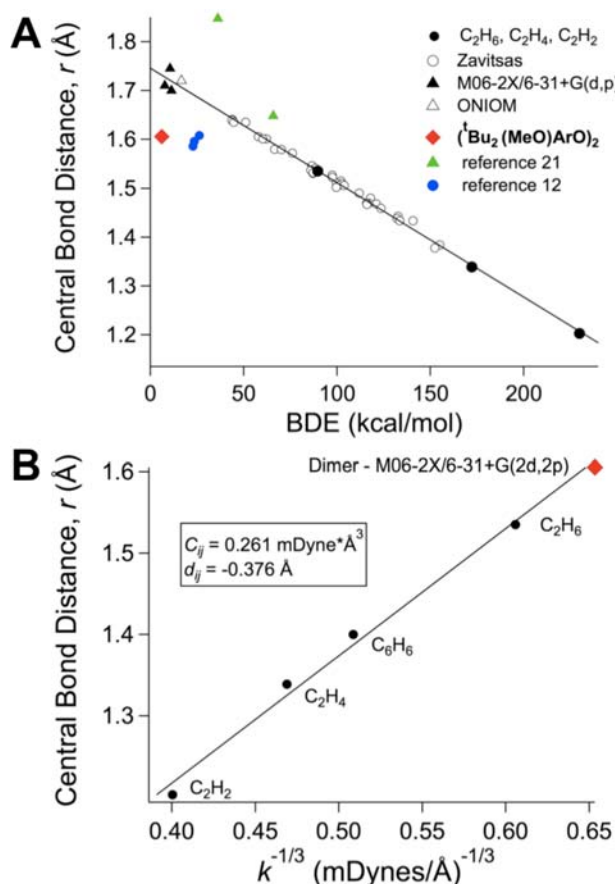 A
Central Bond Distance, r (Å)
1.8
1.7
1.6
1.5
1.4
1.3
1.2
0
50
100
150
200
BDE (kcal/mol)
C₂H₆, C₂H₄, C₂H₂
Zavitsas
M06-2X/6-31+G(d,p)
ONIOM
(ᵗBu₂(MeO)ArO)₂
reference 21
reference 12
B
Central Bond Distance, r (Å)
1.6
1.5
1.4
1.3
Dimer - M06-2X/6-31+G(2d,2p)
C₂H₆
Cᵢⱼ = 0.261 mDyne*Å³
dᵢⱼ = -0.376 Å
C₆H₆
C₂H₄
C₂H₂
0.40
0.45
0.50
0.55
0.60
0.65
k⁻¹/³ (mDynes/Å)⁻¹/³